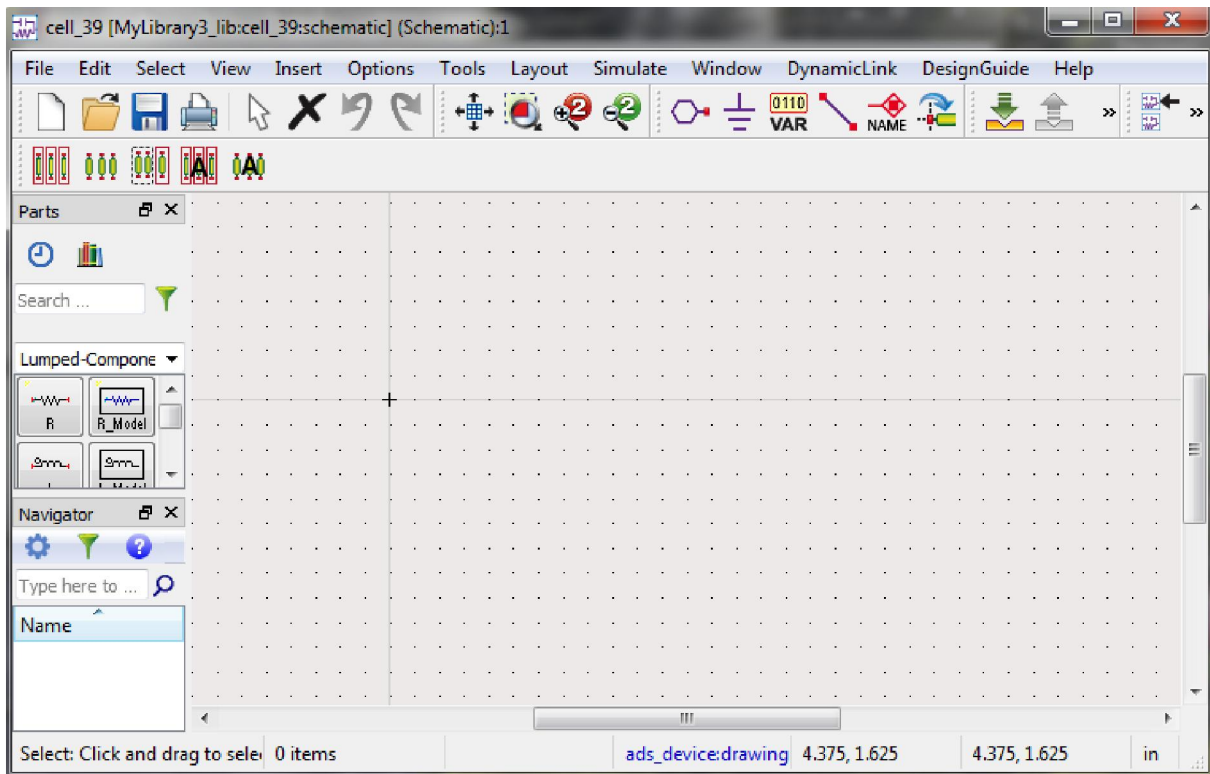 cell_39 [MyLibrary3_lib:cell_39:schematic] (Schematic):1
File Edit Select View Insert Options Tools Layout Simulate Window DynamicLink DesignGuide Help
2 2 0110 VAR NAME » »
A A
Parts
Search ...
Lumped-Compone
R R_Model
Navigator
?
Type here to ...
Name
Select: Click and drag to sele 0 items ads_device:drawing 4.375, 1.625 4.375, 1.625 in